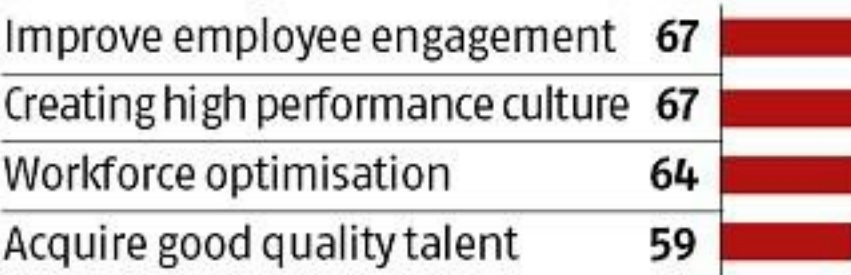 Improve employee engagement 67
Creating high performance culture 67
Workforce optimisation 64
Acquire good quality talent 59